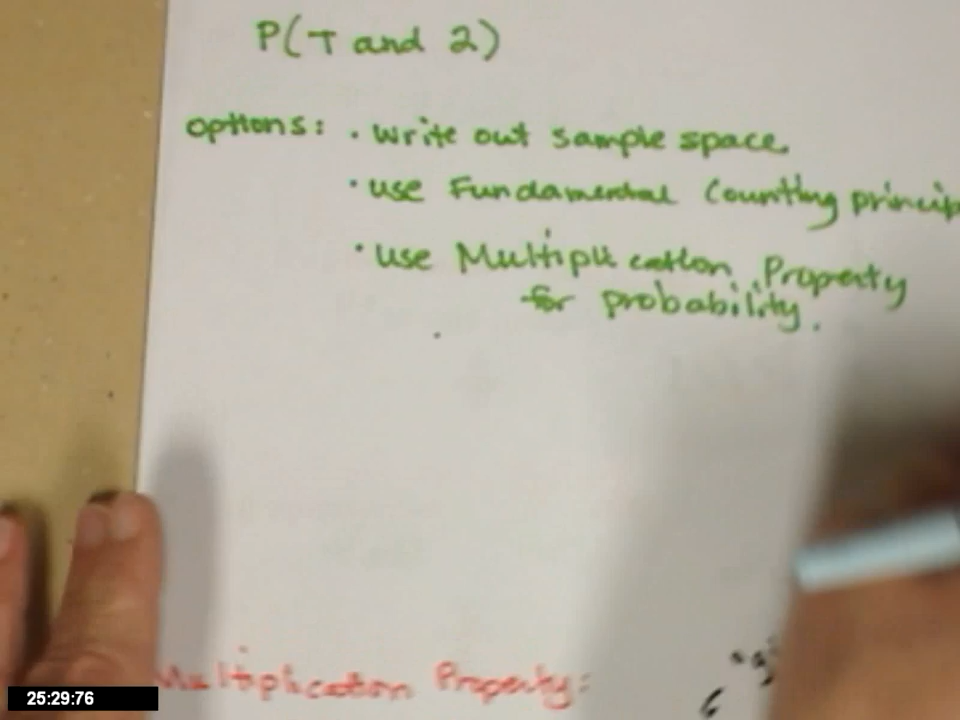 P(T and 2)
options: · write out sample space.
· use Fundamental Counting princip
· use Multiplication Property
for probability.
Multiplication Property:
25:29:76